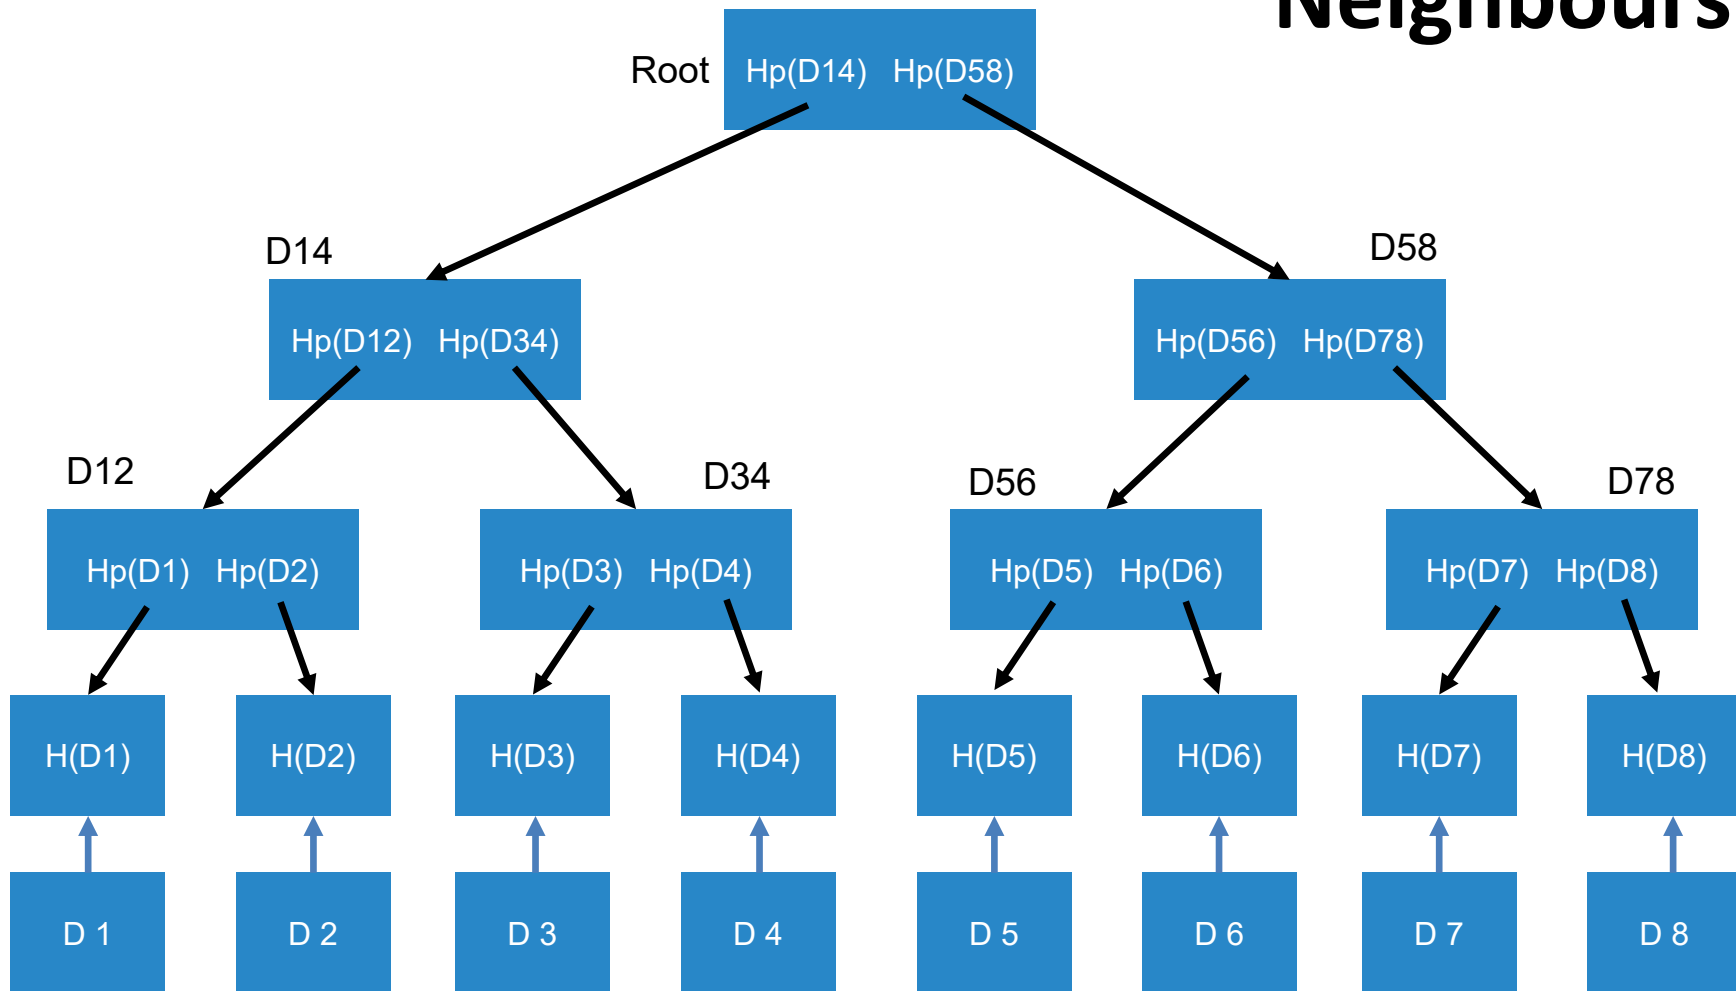 Neighbours
Root
Hp(D14) Hp(D58)
D14
D58
Hp(D12) Hp(D34)
Hp(D56) Hp(D78)
D12
D34
D56
D78
Hp(D1) Hp(D2)
Hp(D3) Hp(D4)
Hp(D5) Hp(D6)
Hp(D7) Hp(D8)
H(D1)
H(D2)
H(D3)
H(D4)
H(D5)
H(D6)
H(D7)
H(D8)
D 1
D 2
D 3
D 4
D 5
D 6
D 7
D 8